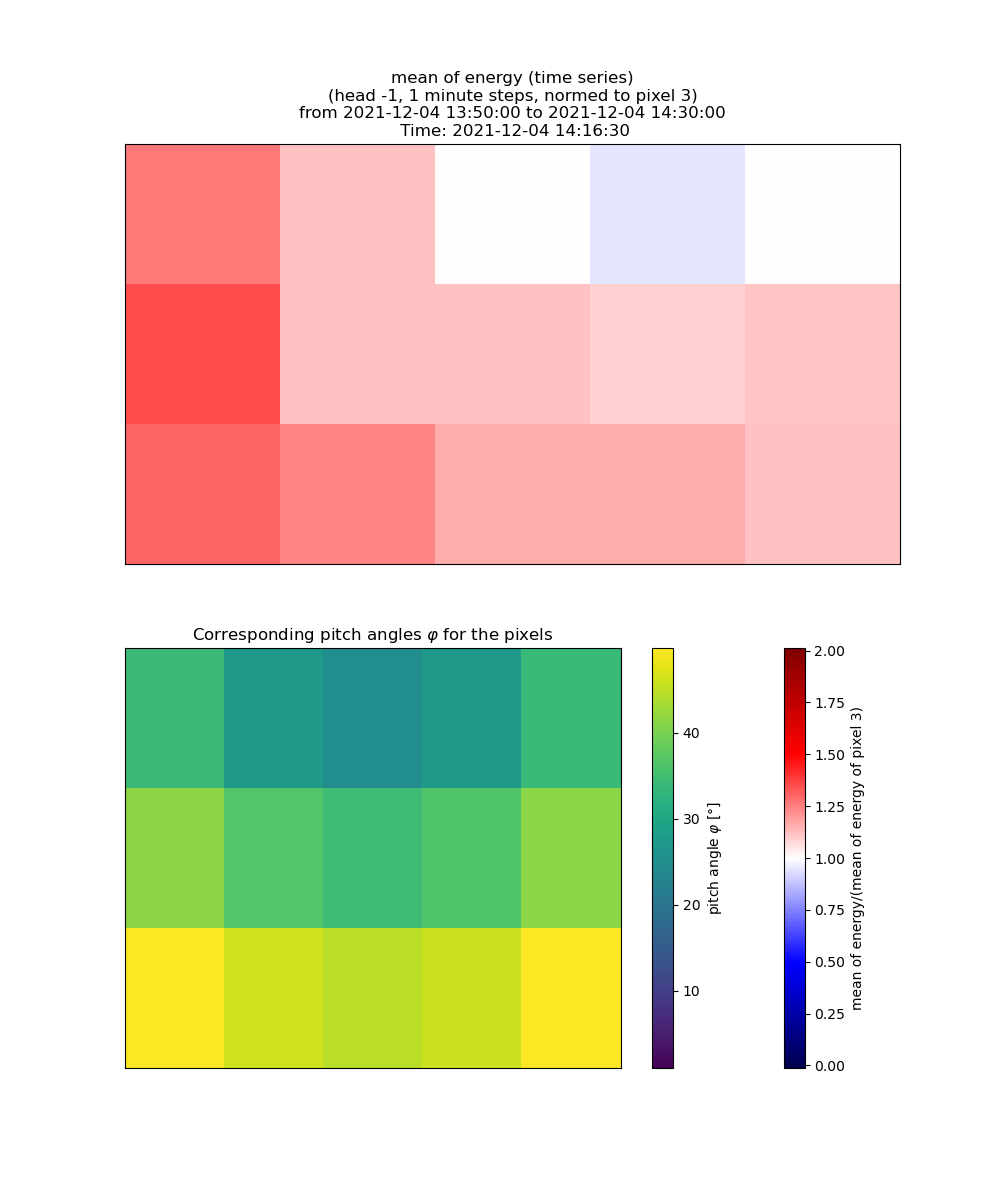 mean of energy (time series)
(head -1, 1 minute steps, normed to pixel 3)
from 2021-12-04 13:50:00 to 2021-12-04 14:30:00
Time: 2021-12-04 14:16:30
Corresponding pitch angles φ for the pixels
40
30
20
10
pitch angle φ [°]
2.00
1.75
1.50
1.25
1.00
0.75
0.50
0.25
0.00
mean of energy/(mean of energy of pixel 3)